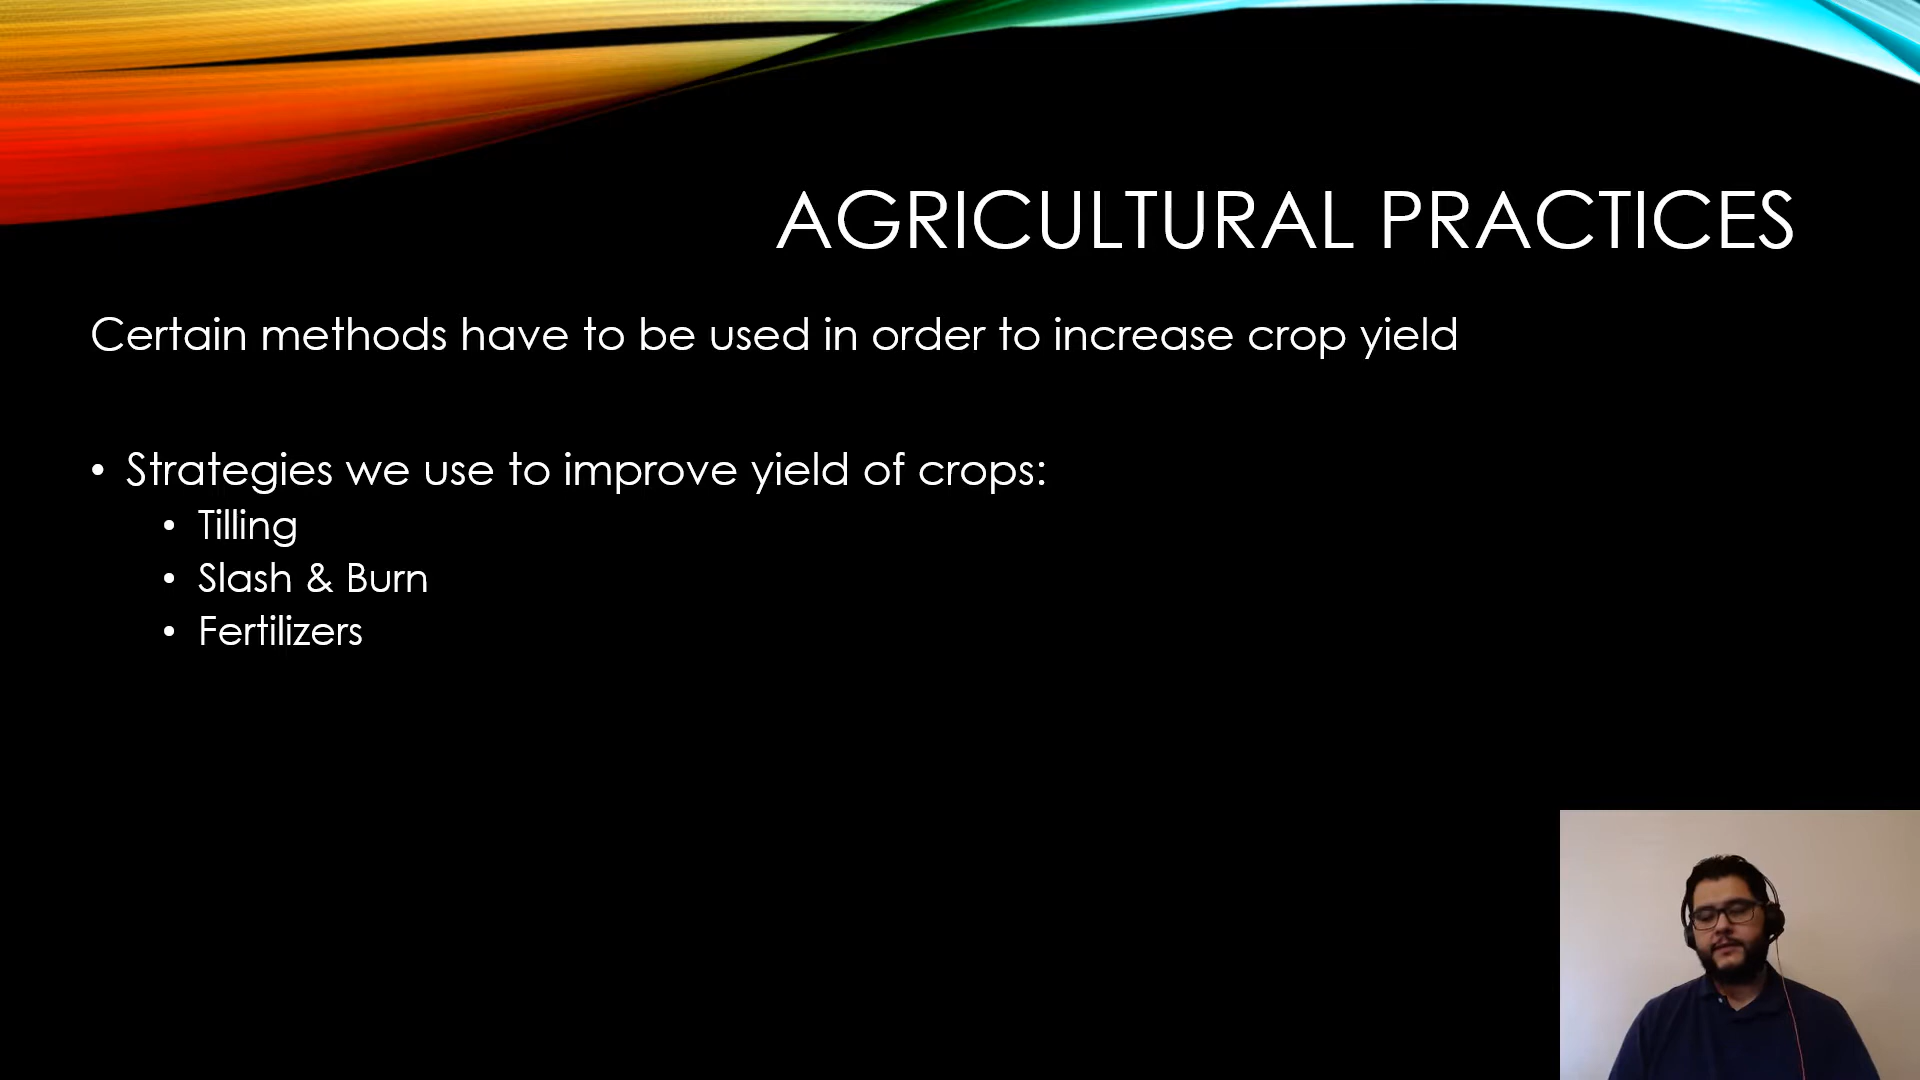 AGRICULTURAL PRACTICES
Certain methods have to be used in order to increase crop yield
• Strategies we use to improve yield of crops:
• Tilling
• Slash & Burn
• Fertilizers